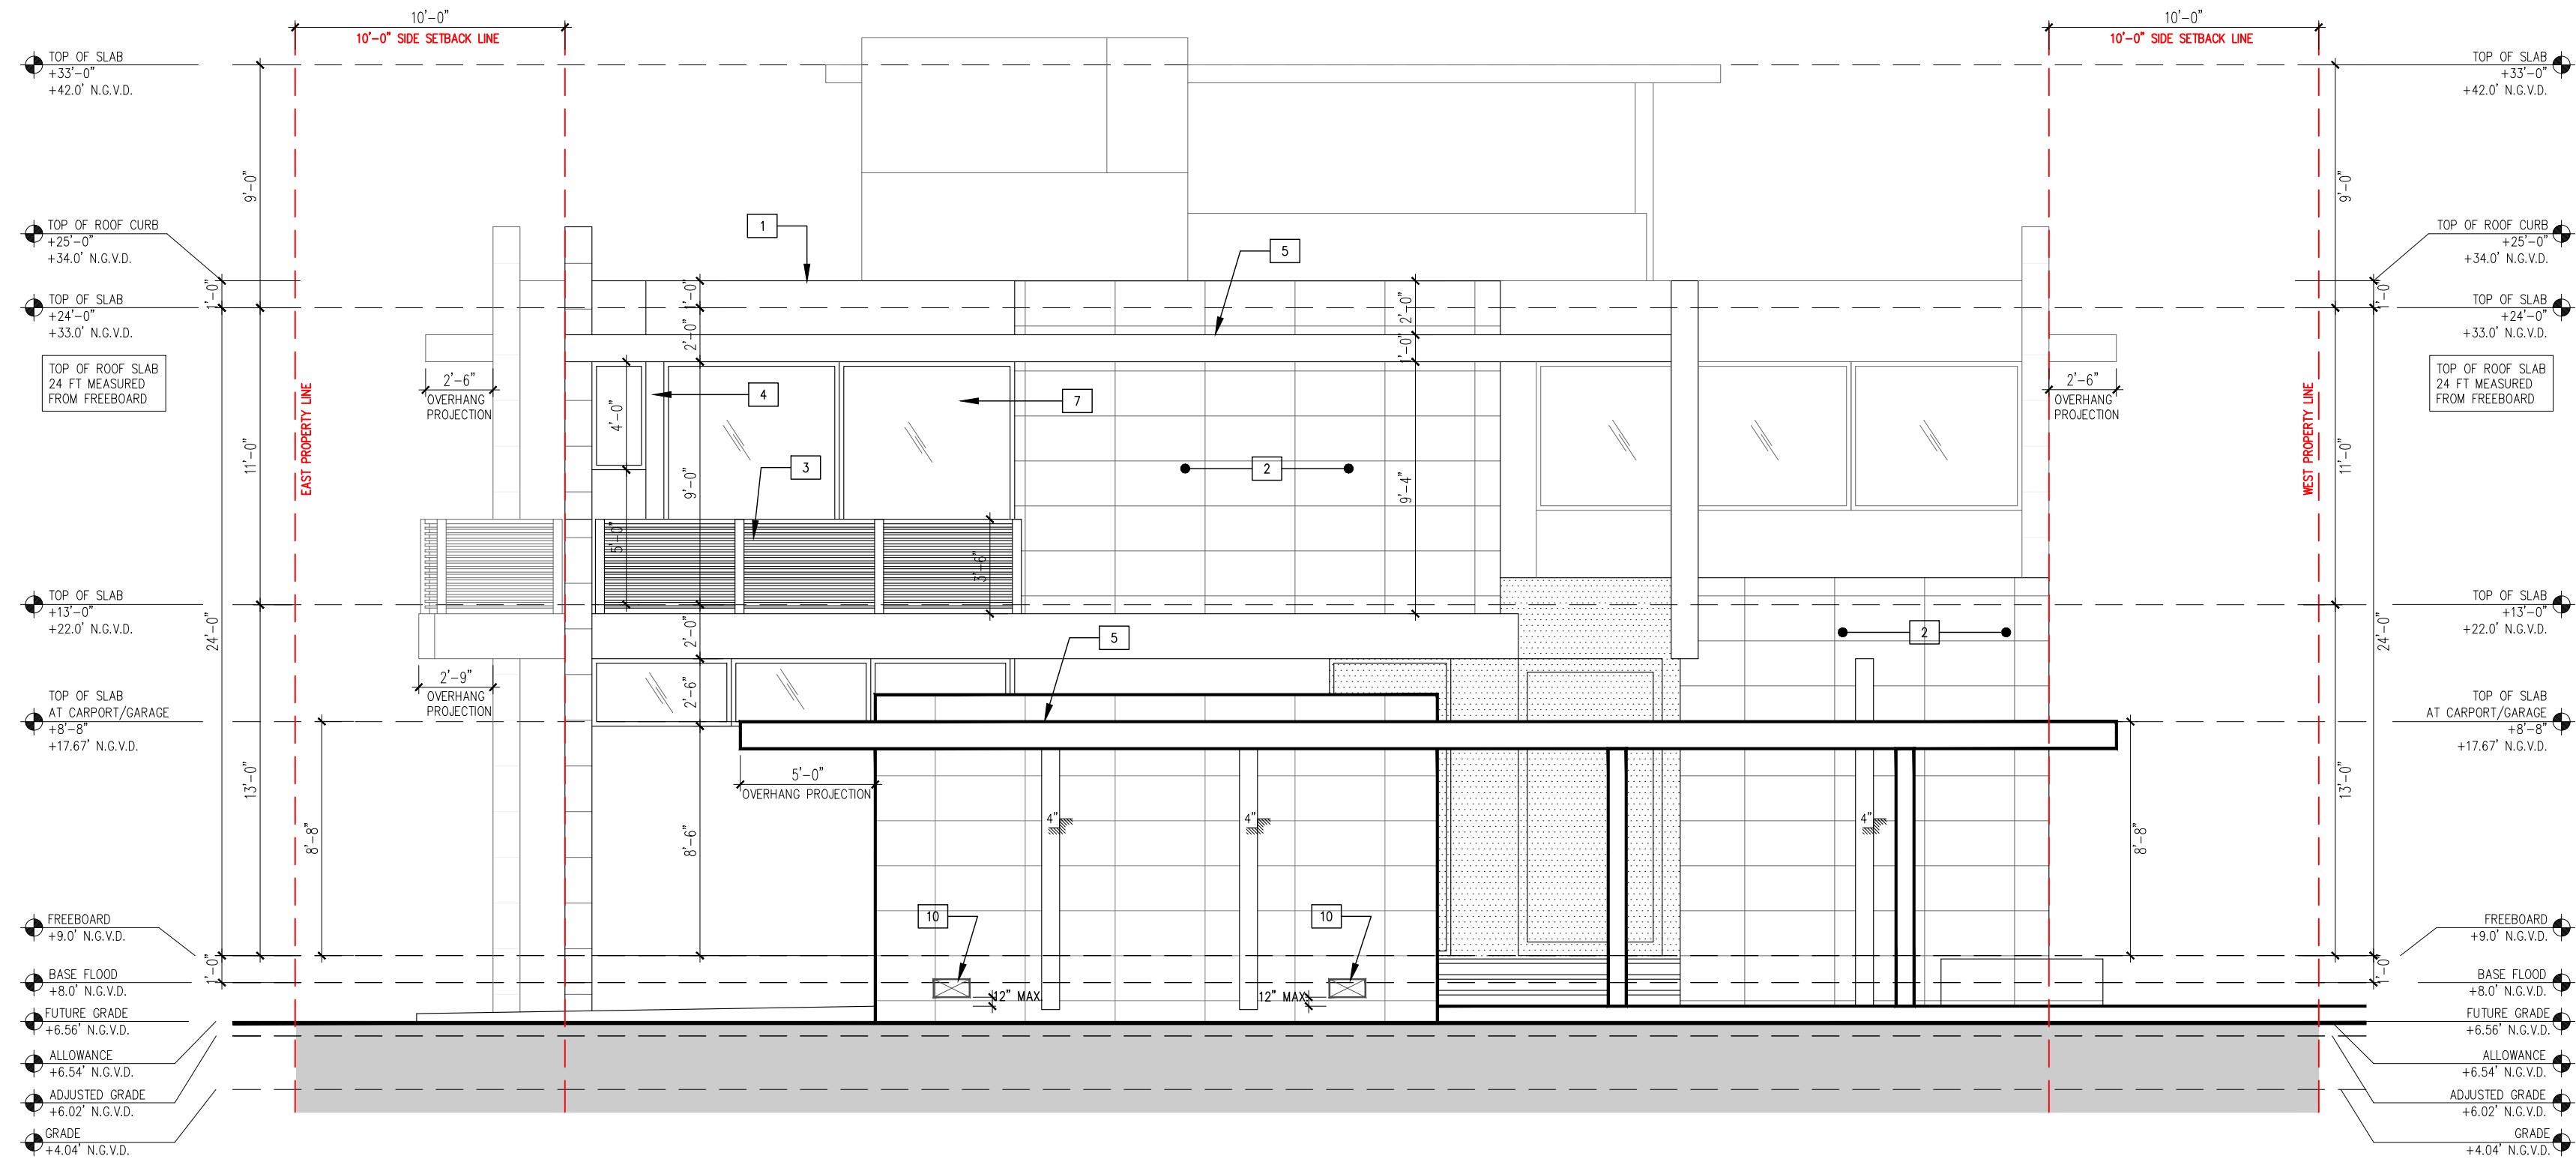 10'-0"
10'-0" SIDE SETBACK LINE
10'-0"
10'-0" SIDE SETBACK LINE
TOP OF SLAB
+33'-0"
+42.0' N.G.V.D.
TOP OF SLAB
+33'-0"
+42.0' N.G.V.D.
9'-0"
9'-0"
TOP OF ROOF CURB
+25'-0"
+34.0' N.G.V.D.
1
5
TOP OF ROOF CURB
+25'-0"
+34.0' N.G.V.D.
1'-0"
1'-0"
2'-0"
1'-0"
TOP OF SLAB
+24'-0"
+33.0' N.G.V.D.
2'-0"
1'-0"
TOP OF SLAB
+24'-0"
+33.0' N.G.V.D.
TOP OF ROOF SLAB
24 FT MEASURED
FROM FREEBOARD
TOP OF ROOF SLAB
24 FT MEASURED
FROM FREEBOARD
2'-6"
OVERHANG
PROJECTION
2'-6"
OVERHANG
PROJECTION
EAST PROPERTY LINE
WEST PROPERTY LINE
4
7
4'-0"
11'-0"
11'-0"
3
2
9'-0"
9'-4"
5'-0"
3'-6"
TOP OF SLAB
+13'-0"
+22.0' N.G.V.D.
TOP OF SLAB
+13'-0"
+22.0' N.G.V.D.
24'-0"
2'-0"
5
2
24'-0"
2'-9"
OVERHANG
PROJECTION
2'-6"
TOP OF SLAB
AT CARPORT/GARAGE
+8'-8"
+17.67' N.G.V.D.
TOP OF SLAB
AT CARPORT/GARAGE
+8'-8"
+17.67' N.G.V.D.
13'-0"
5'-0"
OVERHANG PROJECTION
13'-0"
8'-8"
8'-6"
4"
4"
4"
8'-8"
10
10
FREEBOARD
+9.0' N.G.V.D.
FREEBOARD
+9.0' N.G.V.D.
1'-0"
1'-0"
BASE FLOOD
+8.0' N.G.V.D.
12" MAX.
12" MAX.
BASE FLOOD
+8.0' N.G.V.D.
FUTURE GRADE
+6.56' N.G.V.D.
FUTURE GRADE
+6.56' N.G.V.D.
ALLOWANCE
+6.54' N.G.V.D.
ALLOWANCE
+6.54' N.G.V.D.
ADJUSTED GRADE
+6.02' N.G.V.D.
ADJUSTED GRADE
+6.02' N.G.V.D.
GRADE
+4.04' N.G.V.D.
GRADE
+4.04' N.G.V.D.